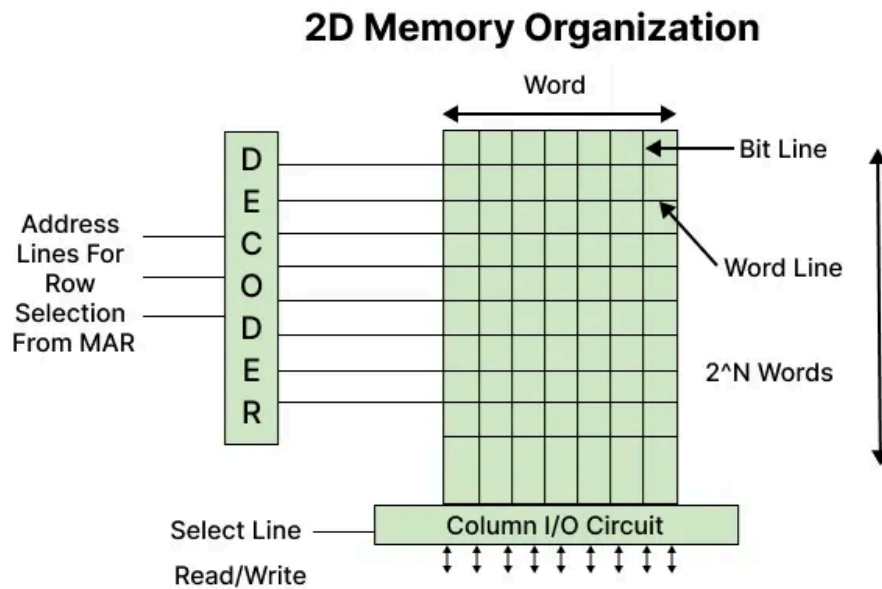 2D Memory Organization
Word
D
E
C
O
D
E
R
Bit Line
Address
Lines For
Row
Selection
From MAR
Word Line
2^N Words
Select Line
Column I/O Circuit
Read/Write